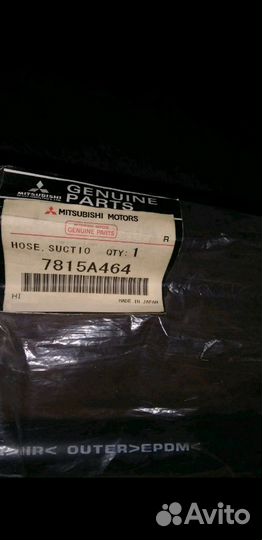 GENUINE
PARTS
MITSUBISHI
MITSUBISHI MOTORS
GENUINE PARTS
R
HOSE, SUCTIO QTY: 1
7815A464
HI
MADE IN JAPAN
IIR< OUTER>EPDM<
Avito